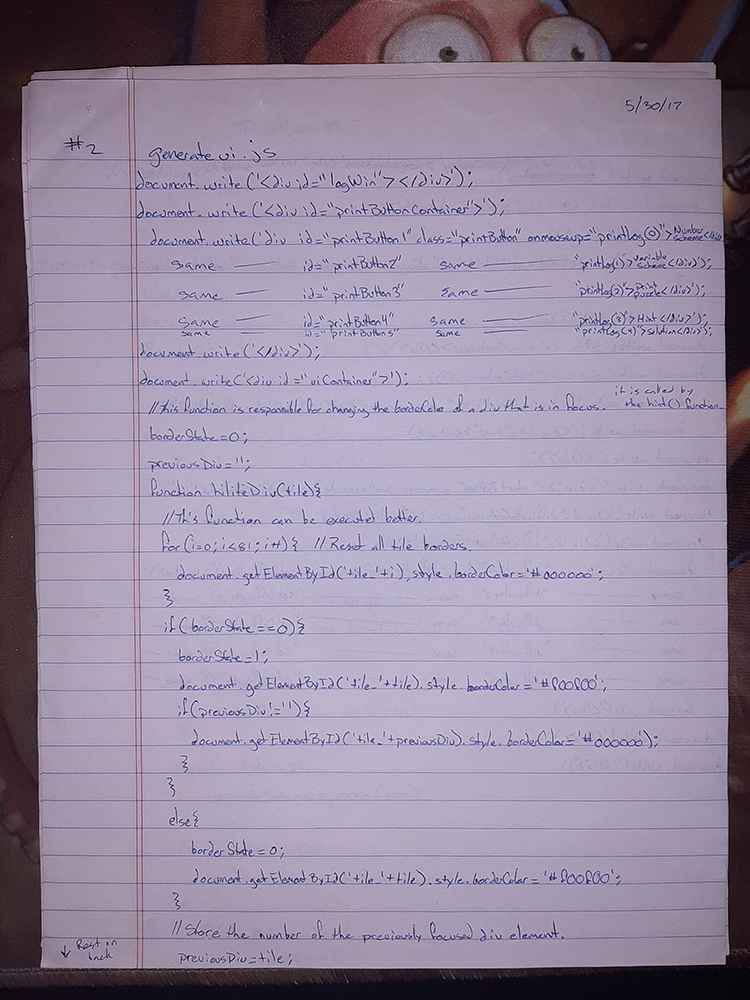 5/30/17
#2
generate ui.js
document.write('<div id="logWin"></div>');
document.write('<div id="printButtonContainer">');
document.write('div id="printButton1" class="printButton" onmouseup="printLog(0)">Number Scheme</div>
same — id="printButton2" same — "printLog(1)>Variable Scheme</div>');
same — id="printButton3" same — "printLog(2)>Print puzzle</div>');
same — id="printButton4" same — "printLog(3)>Hint</div>');
same id="printButton5" same "printLog(4)>Solution</div>');
document.write('</div>');
document.write('<div id="uiContainer">');
//This function is responsible for changing the borderColor of a div that is in focus. it is called by the hint() function.
borderState=0;
previousDiv='';
function hiliteDiv(tile){
//This function can be executed better.
for(i=0;i<81;i++){ //Reset all tile borders.
document.getElementById('tile_'+i).style.borderColor='#000000';
}
if(borderState==0){
borderState=1;
document.getElementById('tile_'+tile).style.borderColor='#f00f00';
if(previousDiv!=''){
document.getElementById('tile_'+previousDiv).style.borderColor='#000000');
}
}
else{
borderState=0;
document.getElementById('tile_'+tile).style.borderColor='#f00f00';
}
//Store the number of the previously focused div element.
previousDiv=tile;
↓ Rest in back